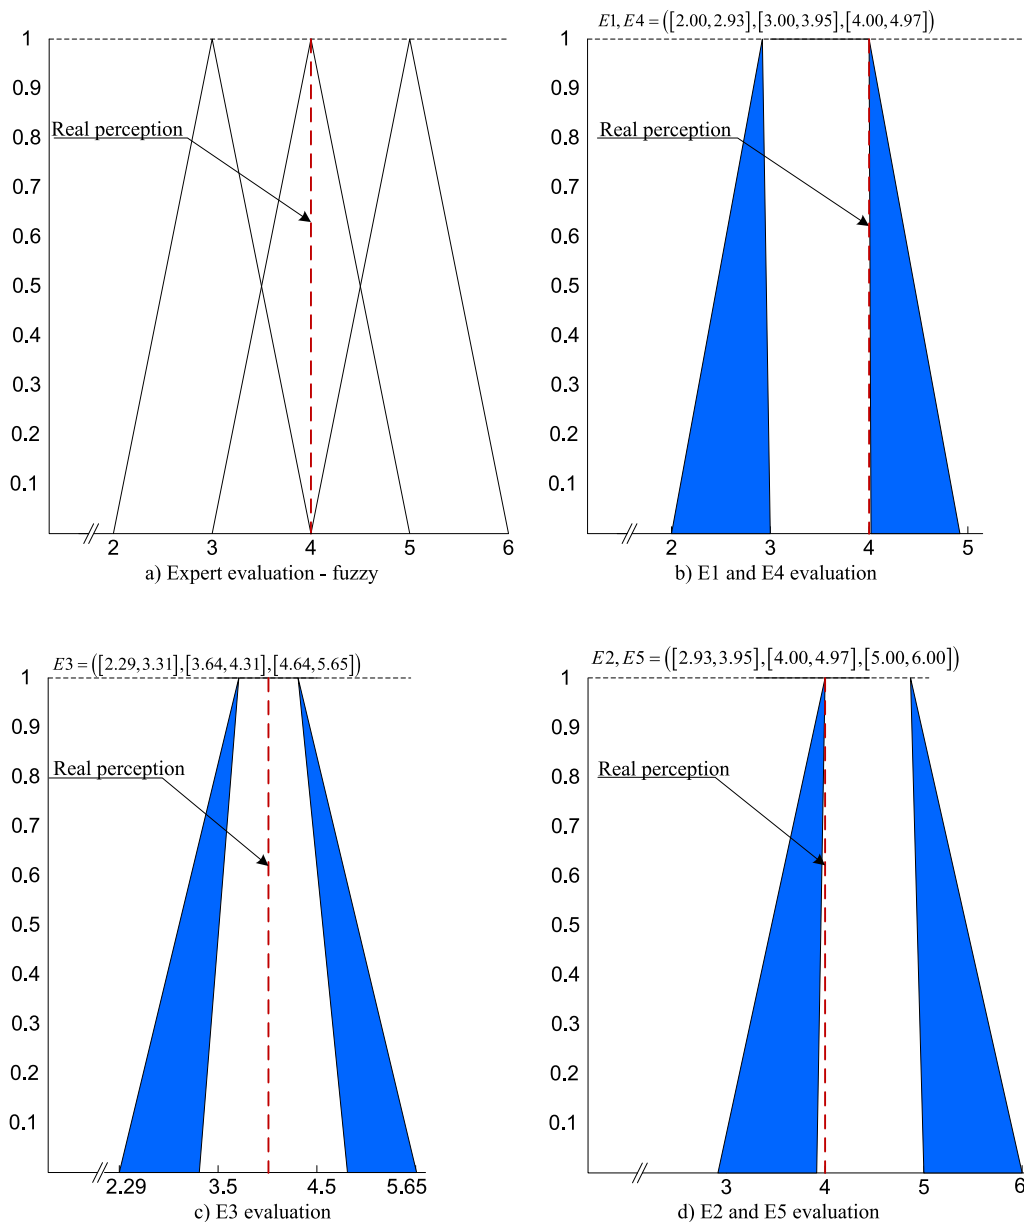 1
0.9
0.8
0.7
0.6
0.5
0.4
0.3
0.2
0.1
Real perception
2 3 4 5 6
a) Expert evaluation - fuzzy
E1, E4 = ([2.00, 2.93],[3.00, 3.95],[4.00, 4.97])
1
0.9
0.8
0.7
0.6
0.5
0.4
0.3
0.2
0.1
Real perception
2 3 4 5
b) E1 and E4 evaluation
E3 = ([2.29, 3.31],[3.64, 4.31],[4.64, 5.65])
1
0.9
0.8
0.7
0.6
0.5
0.4
0.3
0.2
0.1
Real perception
2.29 3.5 4.5 5.65
c) E3 evaluation
E2, E5 = ([2.93, 3.95],[4.00, 4.97],[5.00, 6.00])
1
0.9
0.8
0.7
0.6
0.5
0.4
0.3
0.2
0.1
Real perception
3 4 5 6
d) E2 and E5 evaluation